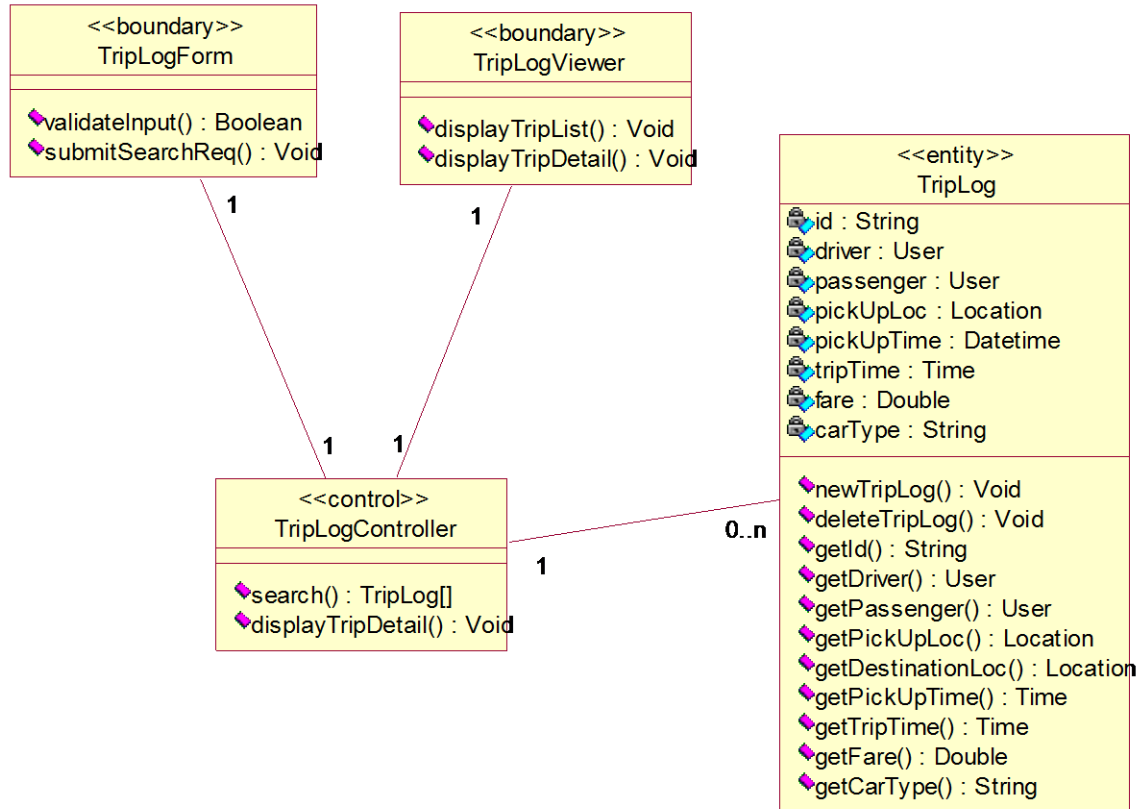 <<boundary>>
TripLogForm
validateInput() : Boolean
submitSearchReq() : Void
<<boundary>>
TripLogViewer
displayTripList() : Void
displayTripDetail() : Void
1
1
1
1
<<control>>
TripLogController
search() : TripLog[]
displayTripDetail() : Void
1
0..n
<<entity>>
TripLog
id : String
driver : User
passenger : User
pickUpLoc : Location
pickUpTime : Datetime
tripTime : Time
fare : Double
carType : String
newTripLog() : Void
deleteTripLog() : Void
getId() : String
getDriver() : User
getPassenger() : User
getPickUpLoc() : Location
getDestinationLoc() : Location
getPickUpTime() : Time
getTripTime() : Time
getFare() : Double
getCarType() : String